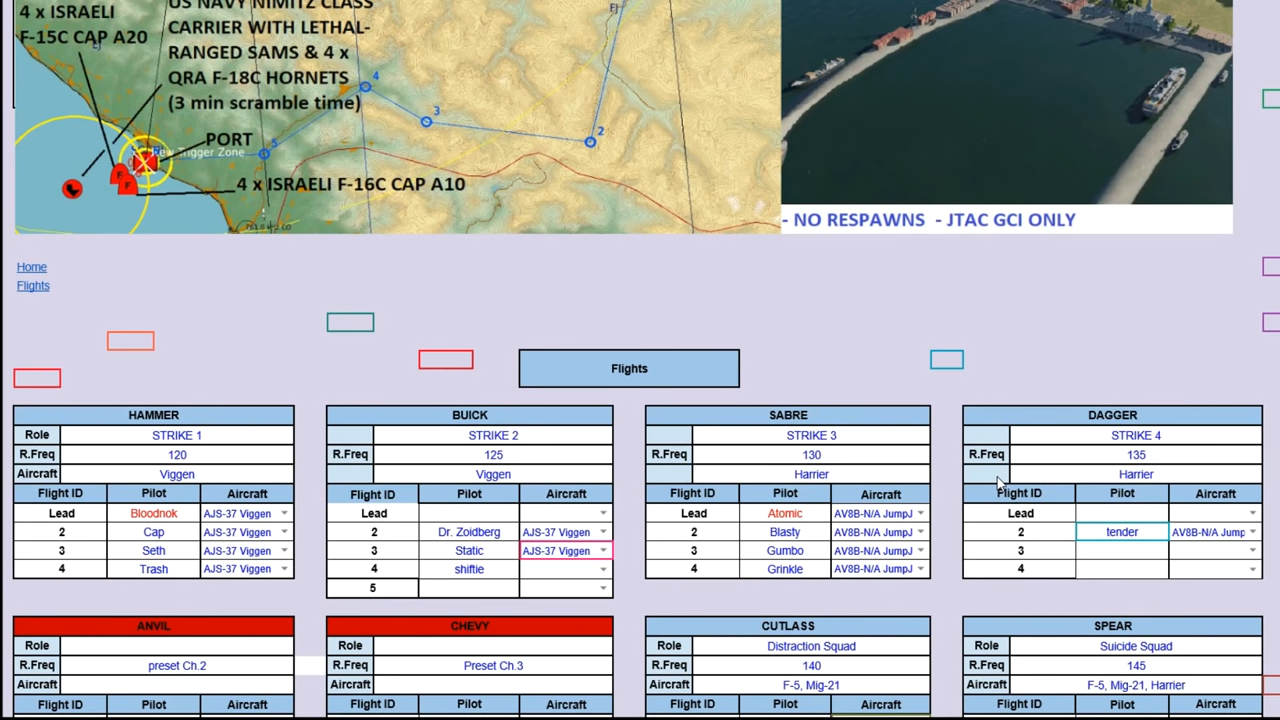 4 x ISRAELI
F-15C CAP A20
US NAVY NIMITZ CLASS
CARRIER WITH LETHAL-
RANGED SAMS & 4 x
QRA F-18C HORNETS
(3 min scramble time)
4
3
2
5
PORT
New Trigger Zone
F
F
4 x ISRAELI F-16C CAP A10
- NO RESPAWNS - JTAC GCI ONLY
Home
Flights
Flights
HAMMER
Role STRIKE 1
R.Freq 120
Aircraft Viggen
Flight ID Pilot Aircraft
Lead Bloodnok AJS-37 Viggen
2 Cap AJS-37 Viggen
3 Seth AJS-37 Viggen
4 Trash AJS-37 Viggen
BUICK
STRIKE 2
R.Freq 125
Viggen
Flight ID Pilot Aircraft
Lead
2 Dr. Zoidberg AJS-37 Viggen
3 Static AJS-37 Viggen
4 shiftie
5
SABRE
STRIKE 3
R.Freq 130
Harrier
Flight ID Pilot Aircraft
Lead Atomic AV8B-N/A JumpJ
2 Blasty AV8B-N/A JumpJ
3 Gumbo AV8B-N/A JumpJ
4 Grinkle AV8B-N/A JumpJ
DAGGER
STRIKE 4
R.Freq 135
Harrier
Flight ID Pilot Aircraft
Lead
2 tender AV8B-N/A Jump
3
4
ANVIL
Role
R.Freq preset Ch.2
Aircraft
Flight ID Pilot Aircraft
CHEVY
Role
R.Freq Preset Ch.3
Aircraft
Flight ID Pilot Aircraft
CUTLASS
Role Distraction Squad
R.Freq 140
Aircraft F-5, Mig-21
Flight ID Pilot Aircraft
SPEAR
Role Suicide Squad
R.Freq 145
Aircraft F-5, Mig-21, Harrier
Flight ID Pilot Aircraft